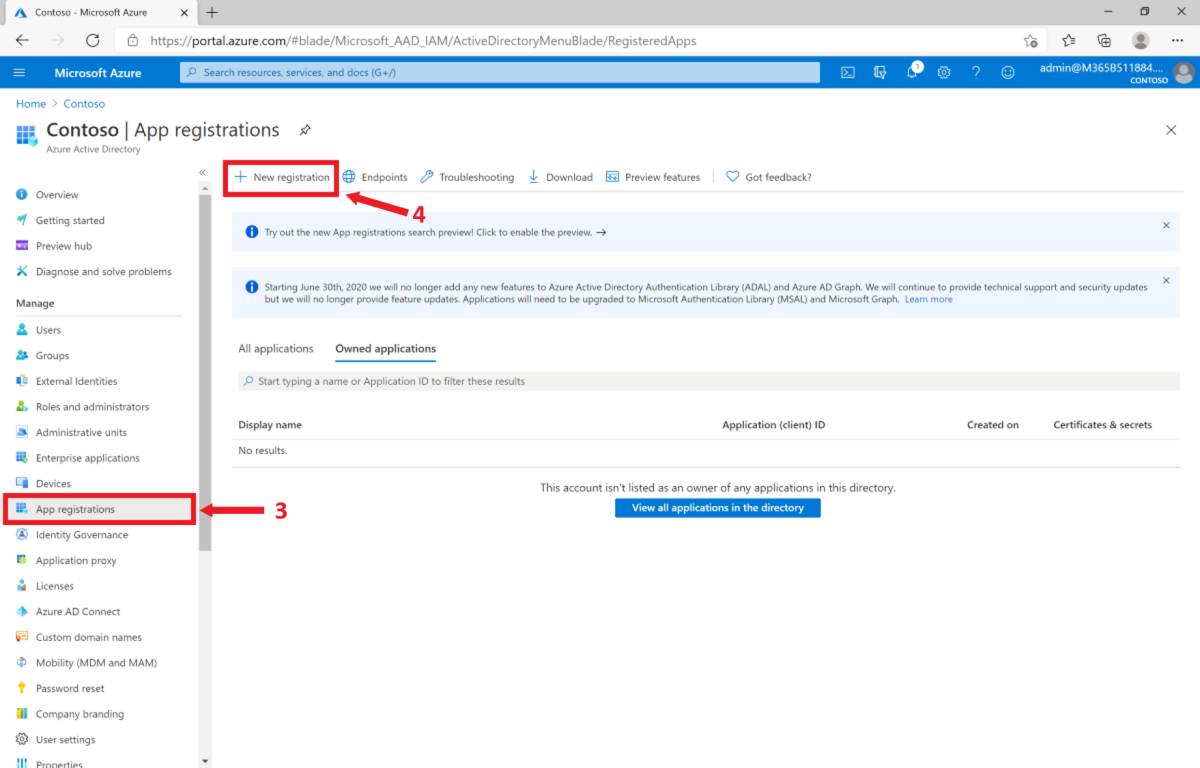 Contoso - Microsoft Azure
https://portal.azure.com/#blade/Microsoft_AAD_IAM/ActiveDirectoryMenuBlade/RegisteredApps
Microsoft Azure
Search resources, services, and docs (G+/)
1
admin@M365B511884....
CONTOSO
Home > Contoso
Contoso | App registrations
Azure Active Directory
«
New registration
Endpoints
Troubleshooting
Download
Preview features
Got feedback?
4
Overview
Getting started
Preview hub
Diagnose and solve problems
Manage
Users
Groups
External Identities
Roles and administrators
Administrative units
Enterprise applications
Devices
App registrations
3
Identity Governance
Application proxy
Licenses
Azure AD Connect
Custom domain names
Mobility (MDM and MAM)
Password reset
Company branding
User settings
Properties
Try out the new App registrations search preview! Click to enable the preview. →
Starting June 30th, 2020 we will no longer add any new features to Azure Active Directory Authentication Library (ADAL) and Azure AD Graph. We will continue to provide technical support and security updates
but we will no longer provide feature updates. Applications will need to be upgraded to Microsoft Authentication Library (MSAL) and Microsoft Graph. Learn more
All applications
Owned applications
Start typing a name or Application ID to filter these results
Display name
Application (client) ID
Created on
Certificates & secrets
No results.
This account isn't listed as an owner of any applications in this directory.
View all applications in the directory